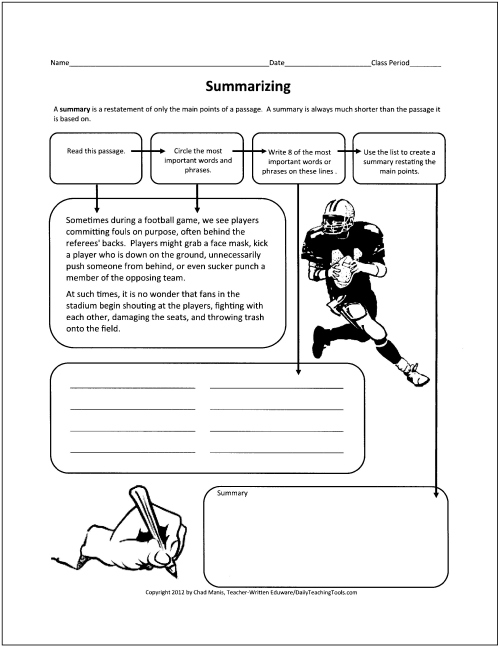 Name Date Class Period
Summarizing
A summary is a restatement of only the main points of a passage. A summary is always much shorter than the passage it
is based on.
Read this passage.
Circle the most
important words and
phrases.
Write 8 of the most
important words or
phrases on these lines .
Use the list to create a
summary restating the
main points.
Sometimes during a football game, we see players
committing fouls on purpose, often behind the
referees' backs. Players might grab a face mask, kick
a player who is down on the ground, unnecessarily
push someone from behind, or even sucker punch a
member of the opposing team.
At such times, it is no wonder that fans in the
stadium begin shouting at the players, fighting with
each other, damaging the seats, and throwing trash
onto the field.
Summary
Copyright 2012 by Chad Manis, Teacher-Written Eduware/DailyTeachingTools.com